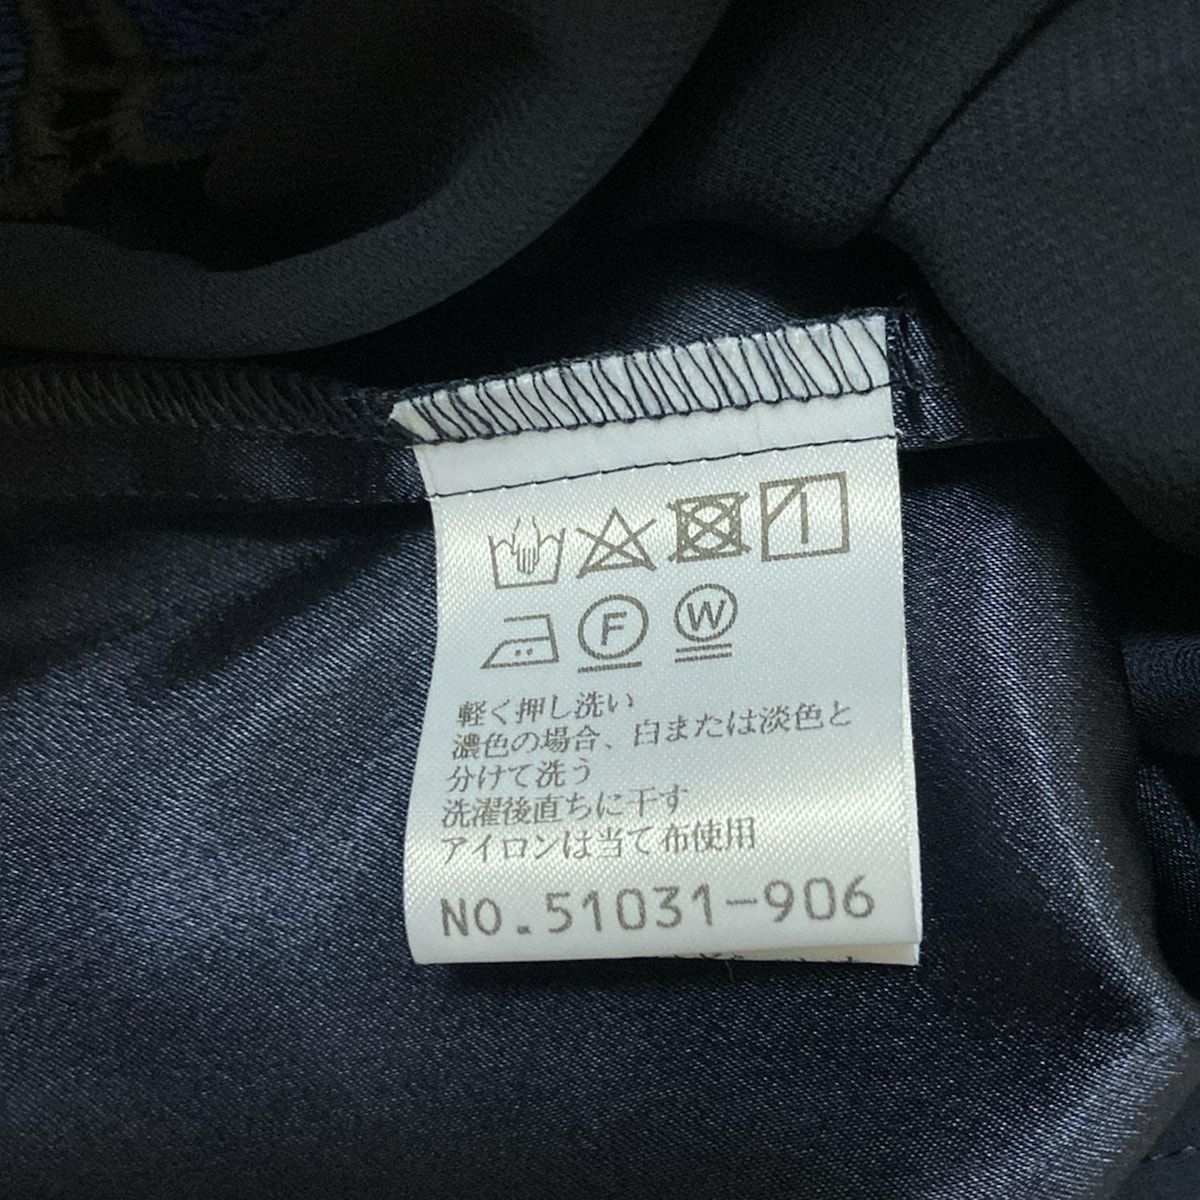 F W
軽く押し洗い
濃色の場合、白または淡色と
分けて洗う
洗濯後直ちに干す
アイロンは当て布使用
NO.51031-906